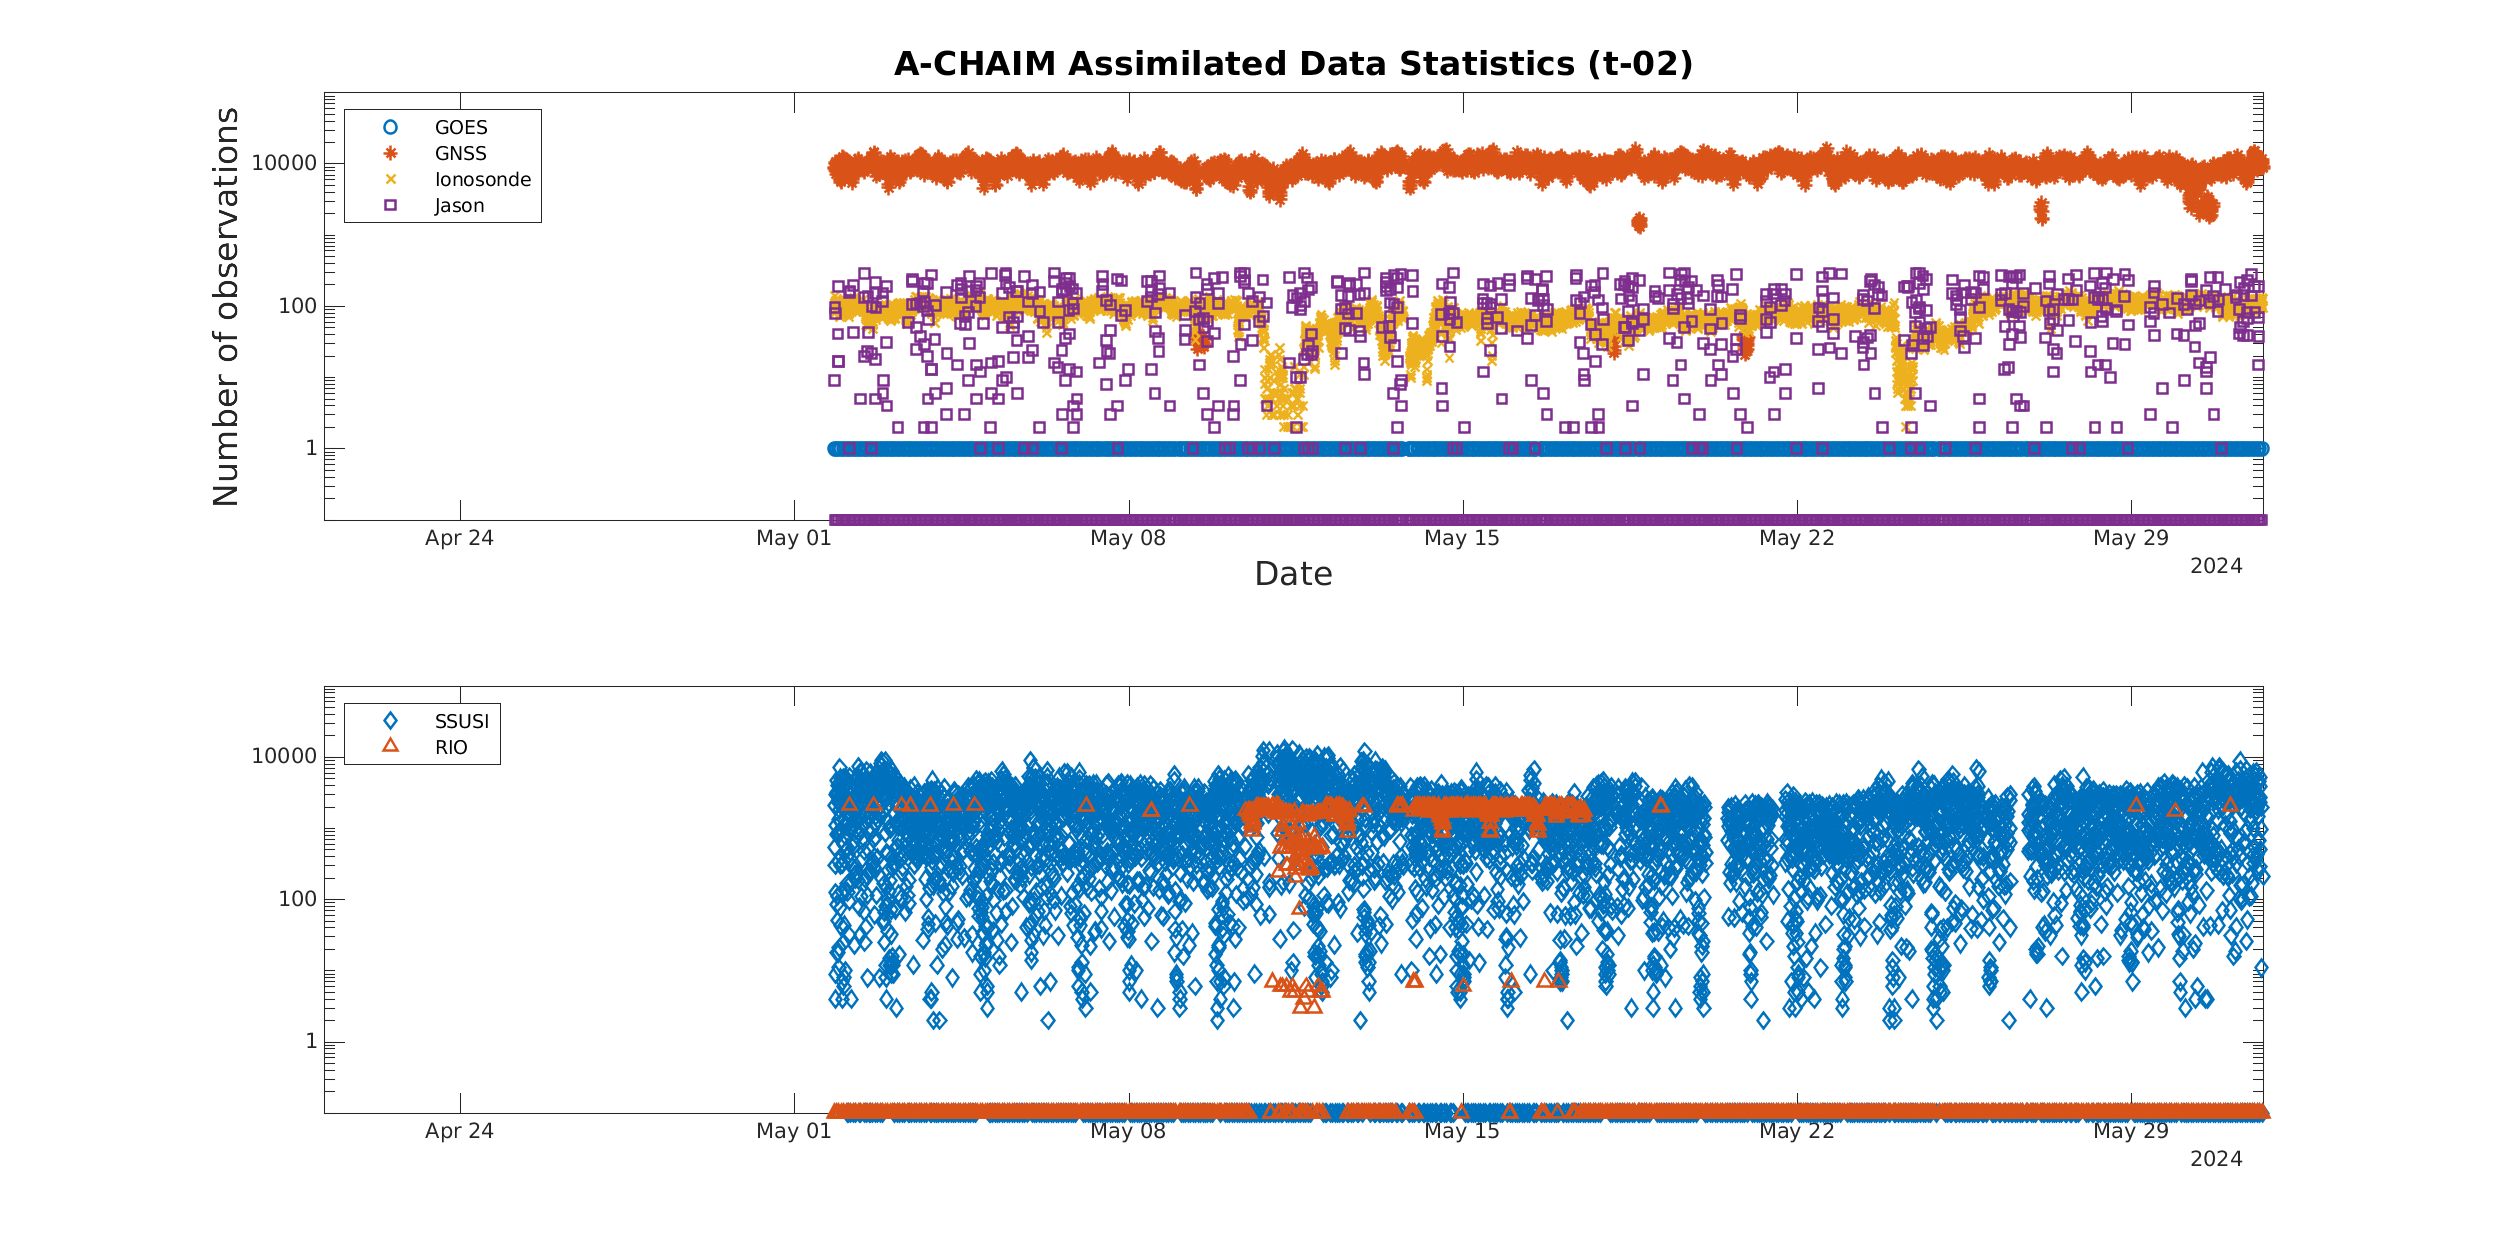 A-CHAIM Assimilated Data Statistics (t-02)
Number of observations
10000
100
1
GOES
GNSS
Ionosonde
Jason
Apr 24
May 01
May 08
May 15
May 22
May 29
2024
Date
10000
100
1
SSUSI
RIO
Apr 24
May 01
May 08
May 15
May 22
May 29
2024